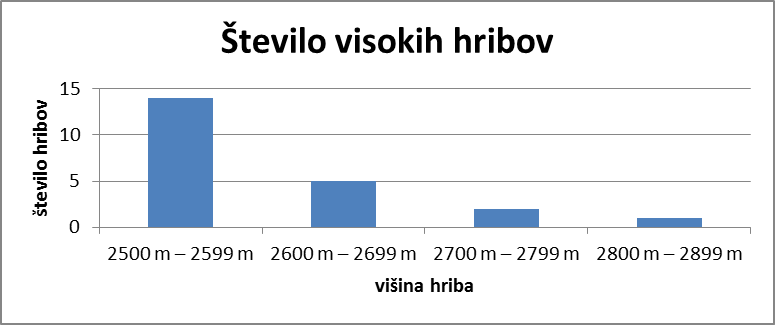 Število visokih hribov
število hribov
15
10
5
0
2500 m – 2599 m 2600 m – 2699 m 2700 m – 2799 m 2800 m – 2899 m
višina hriba